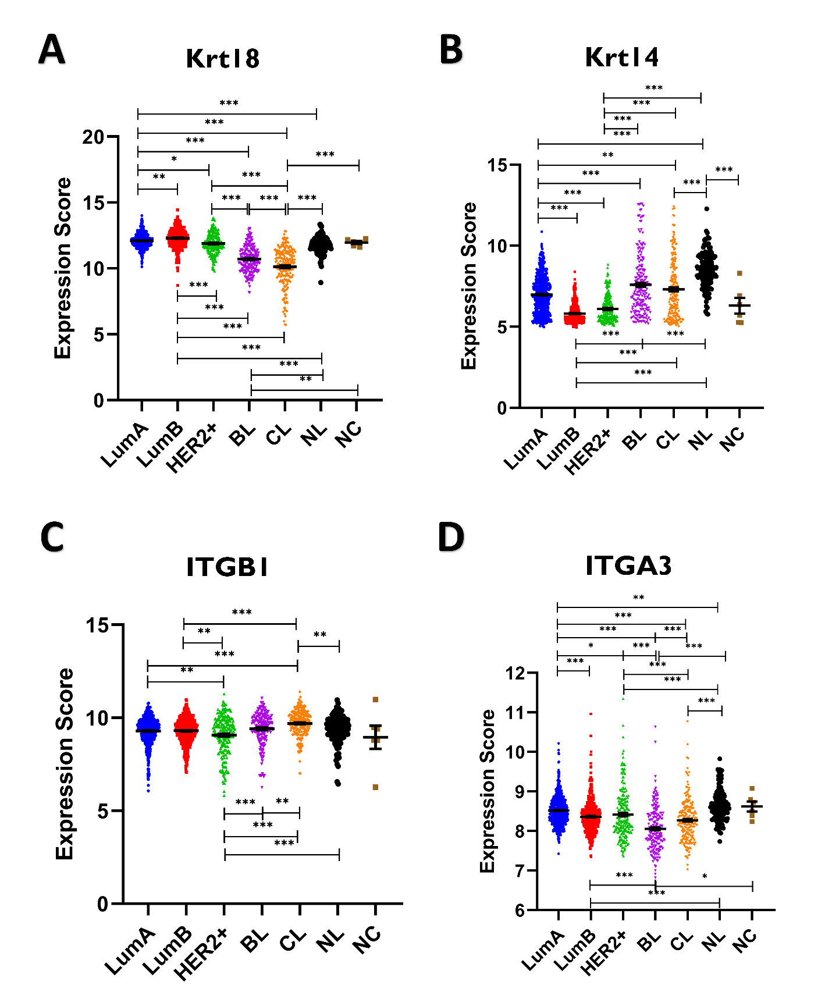 A
Krt18
***
***
***
*
**
***
***
***
***
***
***
***
***
***
***
**
Expression Score
20
15
10
5
0
LumA
LumB
HER2+
BL
CL
NL
NC
B
Krt14
***
***
***
***
**
***
***
***
***
***
***
***
***
***
Expression Score
15
10
5
0
LumA
LumB
HER2+
BL
CL
NL
NC
C
ITGB1
***
**
**
***
**
***
**
***
***
Expression Score
15
10
5
0
LumA
LumB
HER2+
BL
CL
NL
NC
D
ITGA3
**
***
***
***
*
***
***
***
***
***
***
***
*
***
Expression Score
12
11
10
9
8
7
6
LumA
LumB
HER2+
BL
CL
NL
NC